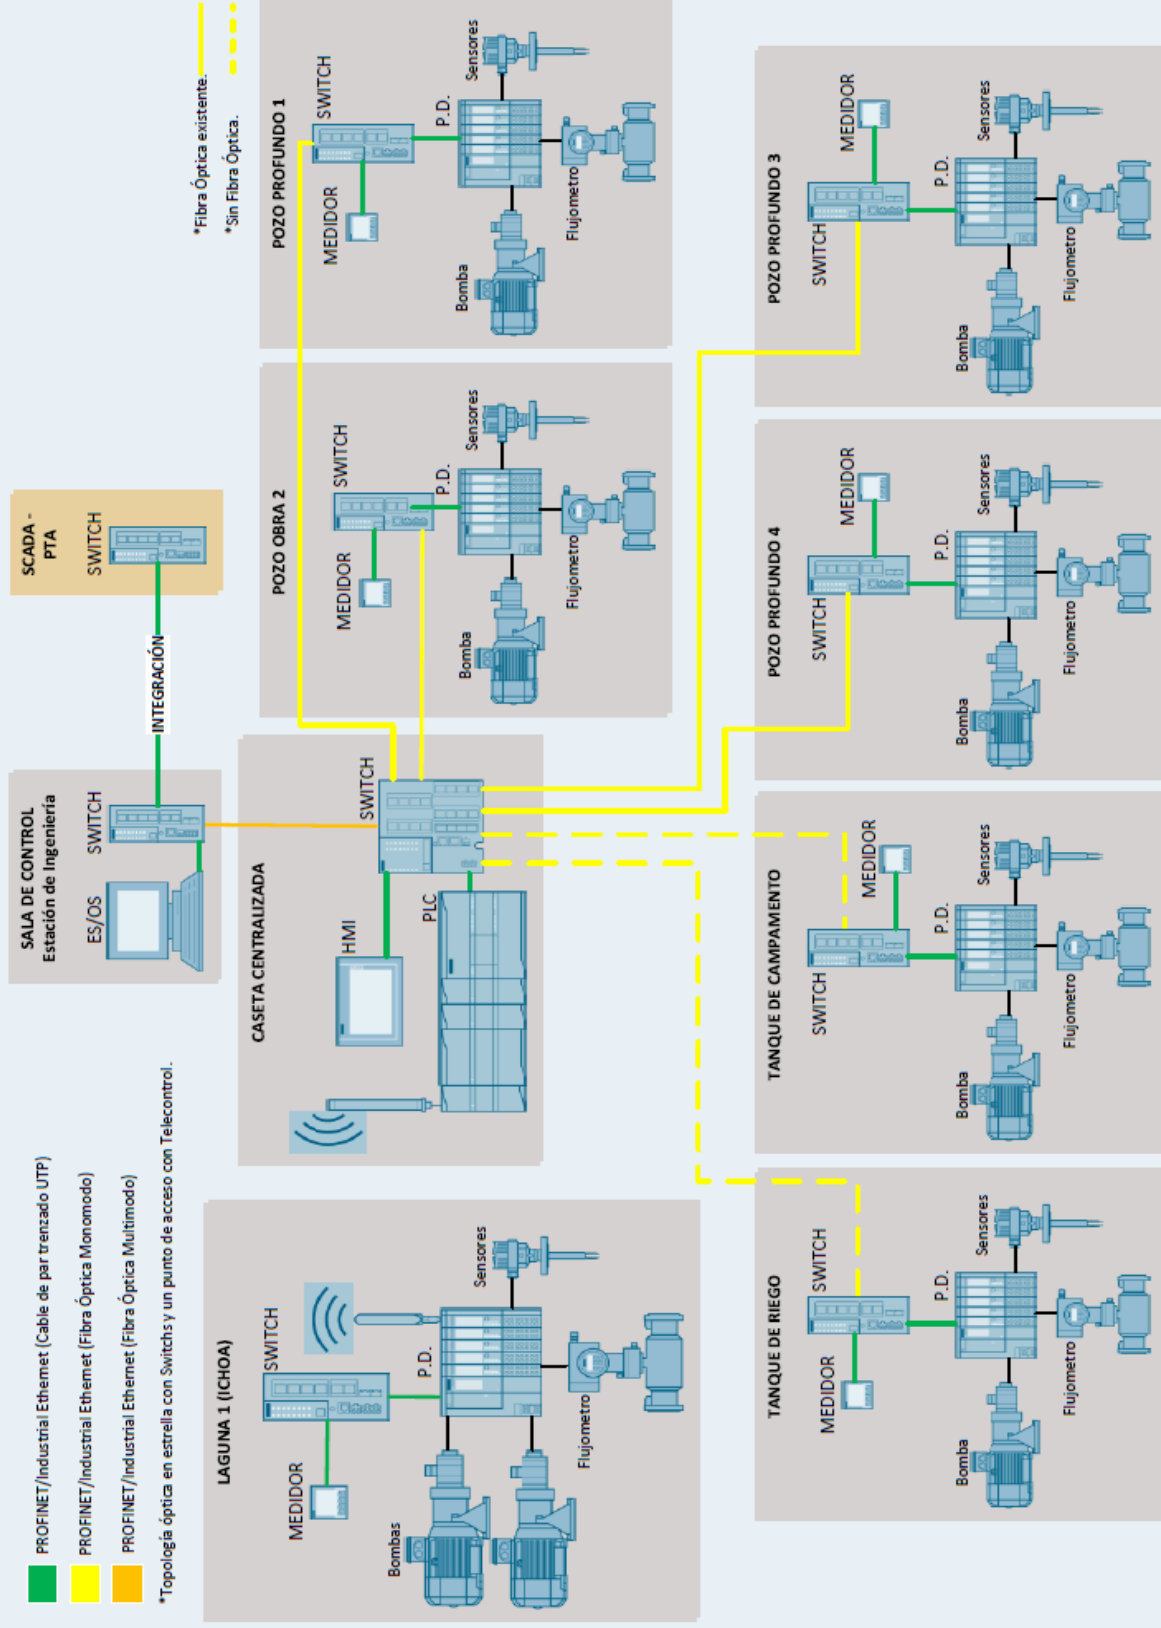 PROFINET/Industrial Ethernet (Cable de par trenzado UTP)
PROFINET/Industrial Ethernet (Fibra Óptica Monomodo)
PROFINET/Industrial Ethernet (Fibra Óptica Multimodo)
*Topología óptica en estrella con Switchs y un punto de acceso con Telecontrol.
SALA DE CONTROL
Estación de Ingeniería
ES/OS
SWITCH
INTEGRACIÓN
SCADA -
PTA
SWITCH
*Fibra Óptica existente.
*Sin Fibra Óptica.
LAGUNA 1 (ICHOA)
MEDIDOR
SWITCH
P.D.
Bombas
Flujometro
Sensores
CASETA CENTRALIZADA
HMI
SWITCH
PLC
POZO OBRA 2
MEDIDOR
SWITCH
P.D.
Bomba
Flujometro
Sensores
POZO PROFUNDO 1
MEDIDOR
SWITCH
P.D.
Bomba
Flujometro
Sensores
TANQUE DE RIEGO
MEDIDOR
SWITCH
P.D.
Bomba
Flujometro
Sensores
TANQUE DE CAMPAMENTO
SWITCH
MEDIDOR
P.D.
Bomba
Flujometro
Sensores
POZO PROFUNDO 4
SWITCH
MEDIDOR
P.D.
Bomba
Flujometro
Sensores
POZO PROFUNDO 3
SWITCH
MEDIDOR
P.D.
Bomba
Flujometro
Sensores